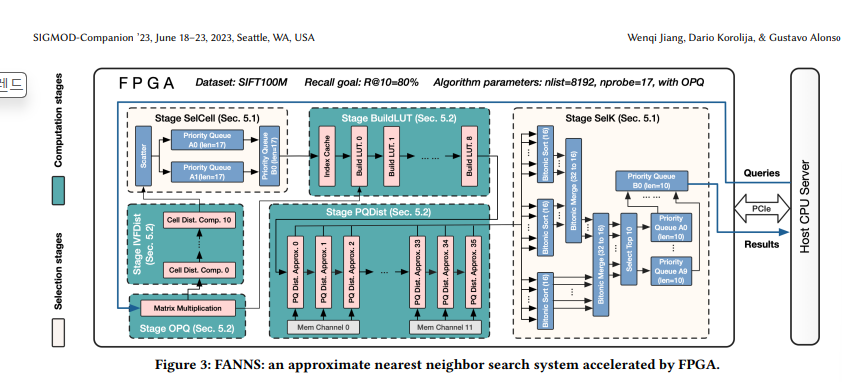 SIGMOD-Companion '23, June 18–23, 2023, Seattle, WA, USA
Wenqi Jiang, Dario Korolija, & Gustavo Alonso
레드
Computation stages
Selection stages
FPGA
Dataset: SIFT100M
Recall goal: R@10=80%
Algorithm parameters: nlist=8192, nprobe=17, with OPQ
Stage SelCell (Sec. 5.1)
Scatter
Priority Queue
A0 (len=17)
Priority Queue
A1(len=17)
Priority Queue
B0 (len=17)
Stage BuildLUT (Sec. 5.2)
Index Cache
Build LUT. 0
Build LUT. 1
... ...
Build LUT. 8
Stage IVFDist
(Sec. 5.2)
Cell Dist. Comp. 10
Cell Dist. Comp. 0
Matrix Multiplication
Stage OPQ (Sec. 5.2)
Stage PQDist (Sec. 5.2)
PQ Dist. Approx. 0
PQ Dist. Approx. 1
PQ Dist. Approx. 2
...
PQ Dist. Approx. 33
PQ Dist. Approx. 34
PQ Dist. Approx. 35
Mem Channel 0
Mem Channel 11
Stage SelK (Sec. 5.1)
Bitonic Sort (16)
Bitonic Sort (16)
Bitonic Sort (16)
Bitonic Merge (32 to 16)
Bitonic Merge (32 to 16)
Select Top 10
Priority Queue
B0 (len=10)
Priority Queue
A0 (len=10)
Priority Queue
A9 (len=10)
Queries
PCIe
Results
Host CPU Server
Figure 3: FANNS: an approximate nearest neighbor search system accelerated by FPGA.